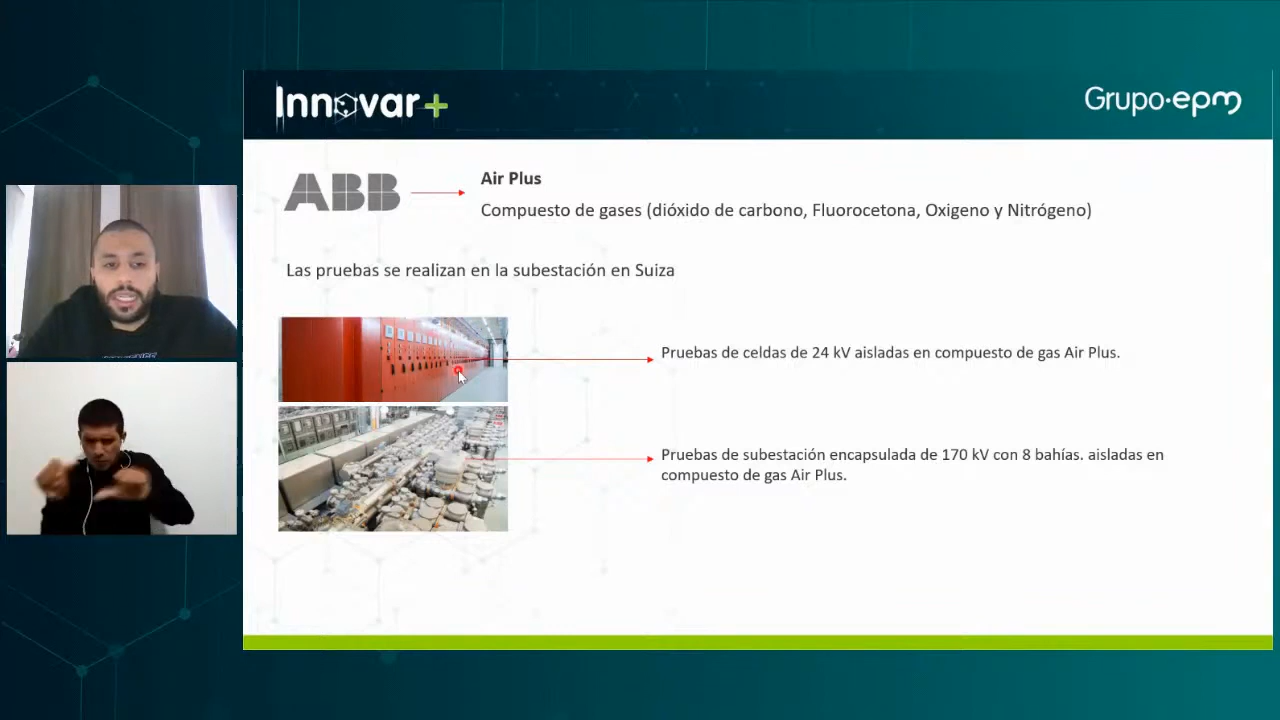 Innovar+
Grupo·epm
ABB
Air Plus
Compuesto de gases (dióxido de carbono, Fluorocetona, Oxigeno y Nitrógeno)
Las pruebas se realizan en la subestación en Suiza
Pruebas de celdas de 24 kV aisladas en compuesto de gas Air Plus.
Pruebas de subestación encapsulada de 170 kV con 8 bahías. aisladas en
compuesto de gas Air Plus.